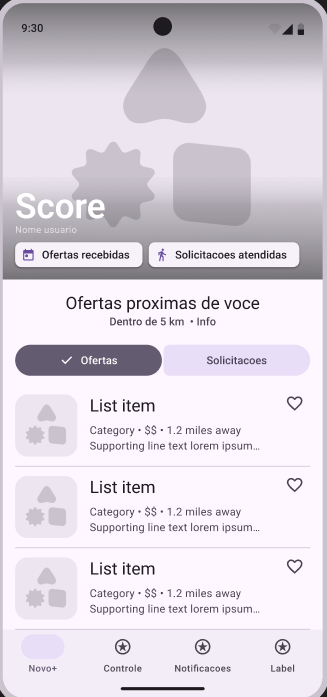 9:30
Score
Nome usuario
Ofertas recebidas
Solicitacoes atendidas
Ofertas proximas de voce
Dentro de 5 km • Info
Ofertas
Solicitacoes
List item
Category • $$ • 1.2 miles away
Supporting line text lorem ipsum...
List item
Category • $$ • 1.2 miles away
Supporting line text lorem ipsum...
List item
Category • $$ • 1.2 miles away
Supporting line text lorem ipsum...
Novo+
Controle
Notificacoes
Label